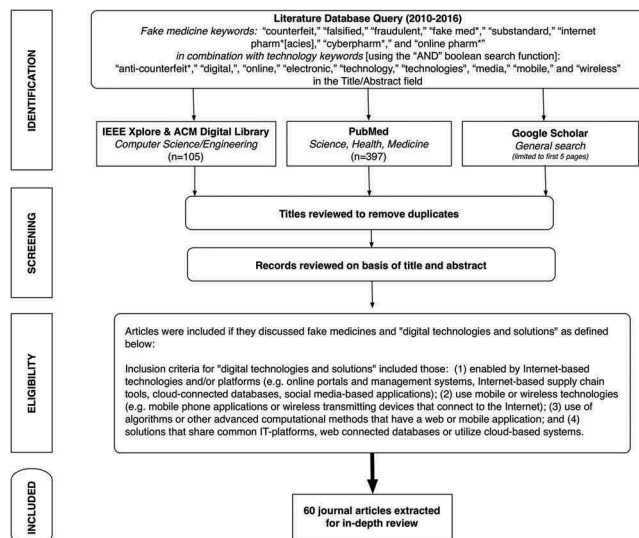 Literature Database Query (2010-2016)
Fake medicine keywords: "counterfeit," "falsified," "fraudulent," "fake med*," "substandard," "internet
pharm*[acies]," "cyberpharm*," and "online pharm*"
in combination with technology keywords [using the "AND" boolean search function]:
"anti-counterfeit*," "digital,", "online," "electronic," "technology," "technologies", "media," "mobile," and "wireless"
in the Title/Abstract field
IDENTIFICATION
IEEE Xplore & ACM Digital Library
Computer Science/Engineering
(n=105)
PubMed
Science, Health, Medicine
(n=397)
Google Scholar
General search
(limited to first 5 pages)
SCREENING
Titles reviewed to remove duplicates
Records reviewed on basis of title and abstract
ELIGIBILITY
Articles were included if they discussed fake medicines and "digital technologies and solutions" as defined
below:
Inclusion criteria for "digital technologies and solutions" included those: (1) enabled by Internet-based
technologies and/or platforms (e.g. online portals and management systems, Internet-based supply chain
tools, cloud-connected databases, social media-based applications); (2) use mobile or wireless technologies
(e.g. mobile phone applications or wireless transmitting devices that connect to the Internet); (3) use of
algorithms or other advanced computational methods that have a web or mobile application; and (4)
solutions that share common IT-platforms, web connected databases or utilize cloud-based systems.
INCLUDED
60 journal articles extracted
for in-depth review